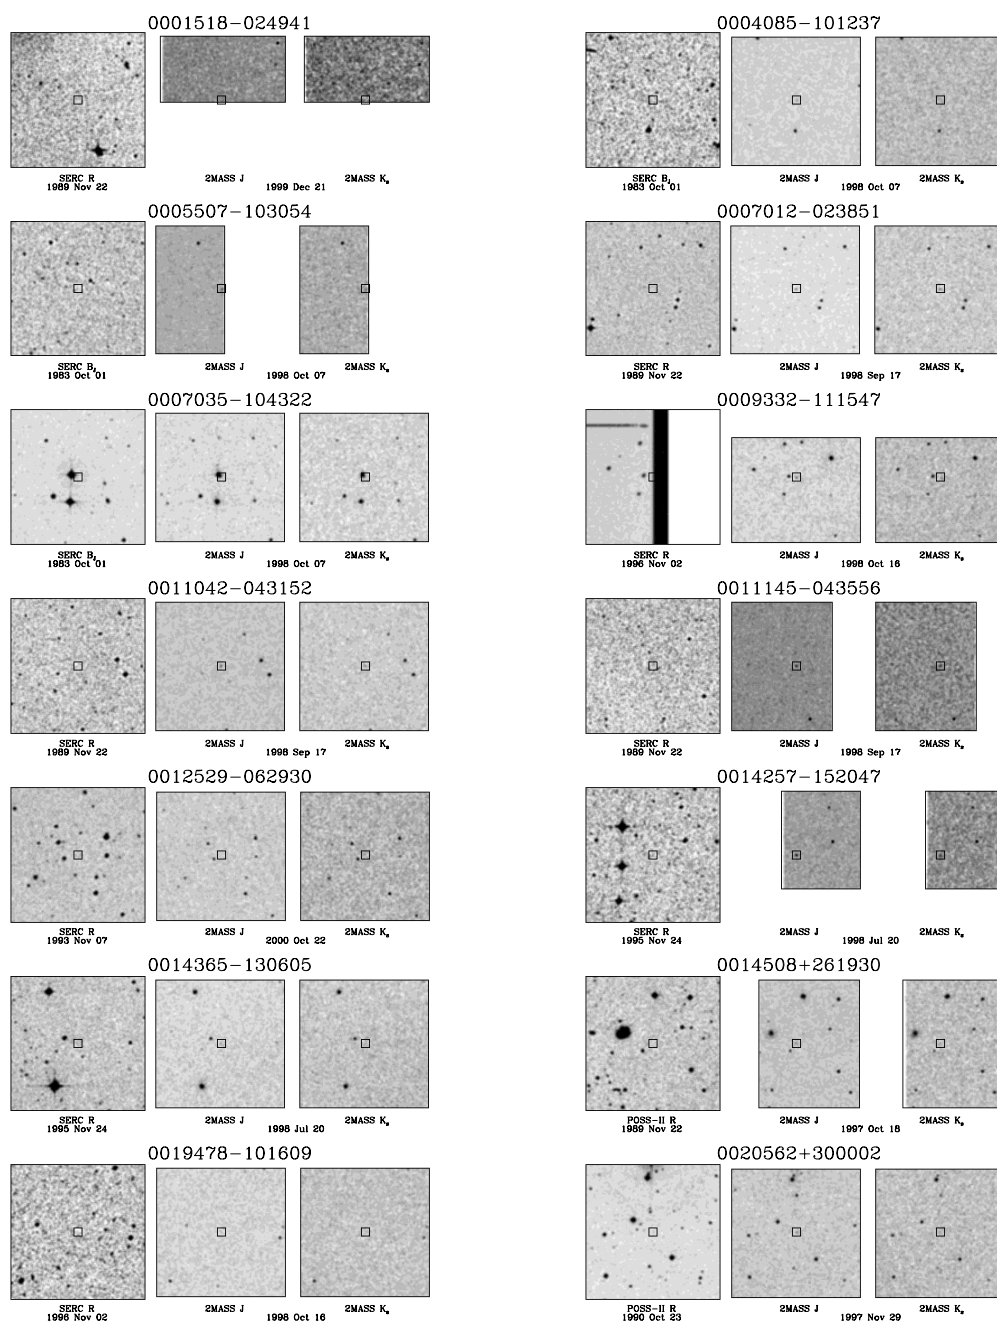 0001518-024941
SERC R
1989 Nov 22
2MASS J
1999 Dec 21
2MASS Ks
0004085-101237
SERC BJ
1983 Oct 01
2MASS J
1998 Oct 07
2MASS Ks
0005507-103054
SERC BJ
1983 Oct 01
2MASS J
1998 Oct 07
2MASS Ks
0007012-023851
SERC R
1989 Nov 22
2MASS J
1998 Sep 17
2MASS Ks
0007035-104322
SERC BJ
1983 Oct 01
2MASS J
1998 Oct 07
2MASS Ks
0009332-111547
SERC R
1996 Nov 02
2MASS J
1998 Oct 16
2MASS Ks
0011042-043152
SERC R
1989 Nov 22
2MASS J
1998 Sep 17
2MASS Ks
0011145-043556
SERC R
1989 Nov 22
2MASS J
1998 Sep 17
2MASS Ks
0012529-062930
SERC R
1993 Nov 07
2MASS J
2000 Oct 22
2MASS Ks
0014257-152047
SERC R
1995 Nov 24
2MASS J
1998 Jul 20
2MASS Ks
0014365-130605
SERC R
1995 Nov 24
2MASS J
1998 Jul 20
2MASS Ks
0014508+261930
POSS-II R
1989 Nov 22
2MASS J
1997 Oct 18
2MASS Ks
0019478-101609
SERC R
1996 Nov 02
2MASS J
1998 Oct 16
2MASS Ks
0020562+300002
POSS-II R
1990 Oct 23
2MASS J
1997 Nov 29
2MASS Ks